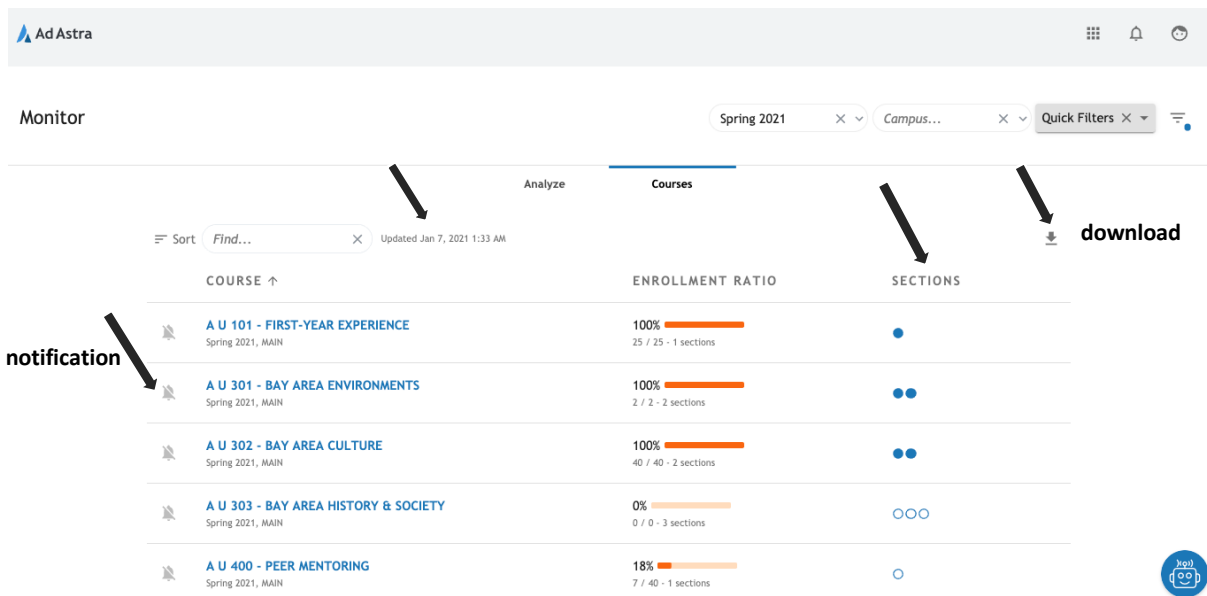 Ad Astra
Monitor
Spring 2021
Campus...
Quick Filters
Analyze
Courses
Sort
Find...
Updated Jan 7, 2021 1:33 AM
download
COURSE
ENROLLMENT RATIO
SECTIONS
A U 101 - FIRST-YEAR EXPERIENCE
Spring 2021, MAIN
100%
25 / 25 - 1 sections
notification
A U 301 - BAY AREA ENVIRONMENTS
Spring 2021, MAIN
100%
2 / 2 - 2 sections
A U 302 - BAY AREA CULTURE
Spring 2021, MAIN
100%
40 / 40 - 2 sections
A U 303 - BAY AREA HISTORY & SOCIETY
Spring 2021, MAIN
0%
0 / 0 - 3 sections
A U 400 - PEER MENTORING
Spring 2021, MAIN
18%
7 / 40 - 1 sections